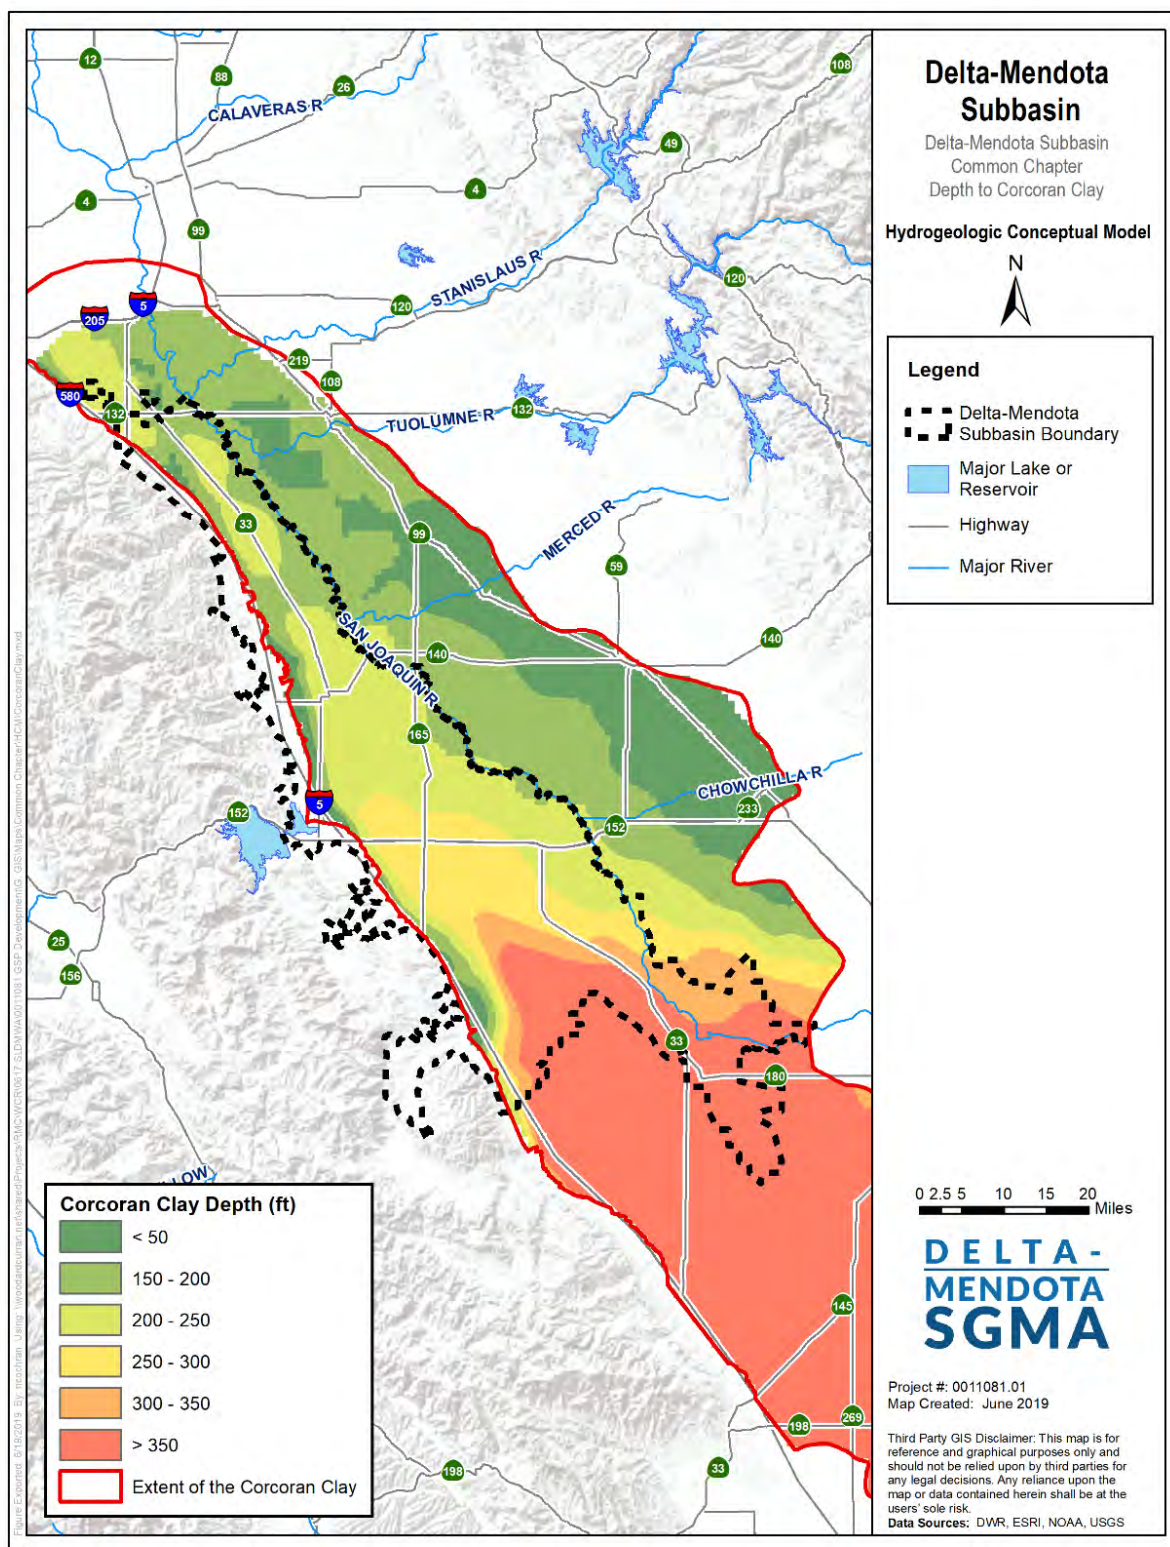 Delta-Mendota
Subbasin
Delta-Mendota Subbasin
Common Chapter
Depth to Corcoran Clay
Hydrogeologic Conceptual Model
N
Legend
Delta-Mendota
Subbasin Boundary
Major Lake or
Reservoir
Highway
Major River
0 2.5 5 10 15 20
Miles
DELTA-
MENDOTA
SGMA
Project #: 0011081.01
Map Created: June 2019
Third Party GIS Disclaimer: This map is for
reference and graphical purposes only and
should not be relied upon by third parties for
any legal decisions. Any reliance upon the
map or data contained herein shall be at the
users' sole risk.
Data Sources: DWR, ESRI, NOAA, USGS
12
88
26
108
CALAVERAS R
49
4
4
99
STANISLAUS R
120
5
205
120
219
108
580
132
TUOLUMNE R
132
33
99
MERCED R
59
SAN JOAQUIN R
140
140
165
CHOWCHILLA R
5
152
233
152
25
156
33
180
LLOW
145
269
198
198
33
Corcoran Clay Depth (ft)
< 50
150 - 200
200 - 250
250 - 300
300 - 350
> 350
Extent of the Corcoran Clay